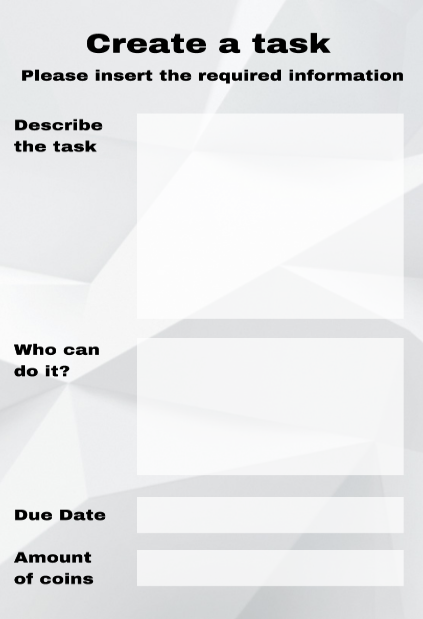 Create a task
Please insert the required information
Describe
the task
Who can
do it?
Due Date
Amount
of coins